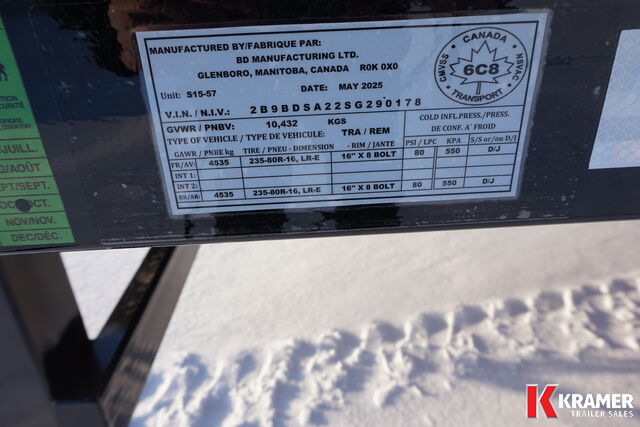 MANUFACTURED BY/FABRIQUE PAR:
BD MANUFACTURING LTD.
GLENBORO, MANITOBA, CANADA R0K 0X0
Unit: S15-57 DATE: MAY 2025
V.I.N. / N.I.V.: 2B9BDSA22SG290178
GVWR / PNBV: 10,432 KGS
TYPE OF VEHICLE / TYPE DE VEHICULE: TRA / REM
COLD INFL.PRESS./PRESS.
DE CONF. A` FROID
GAWR / PNBE kg TIRE / PNEU - DIMENSION - RIM / JANTE PSI / LPC KPA S/S or/ou D/J
FR/AV: 4535 235-80R-16, LR-E 16" X 8 BOLT 80 550 D/J
INT 1:
INT 2:
RR/AR: 4535 235-80R-16, LR-E 16" X 8 BOLT 80 550 D/J
CANADA
CMVSS
6C8
NSVAC
TRANSPORT
SÉCURITÉ
/JUILL.
/AOÛT
PT/SEPT.
OCT
NOV/NOV.
DEC/DÉC.
KRAMER
TRAILER SALES